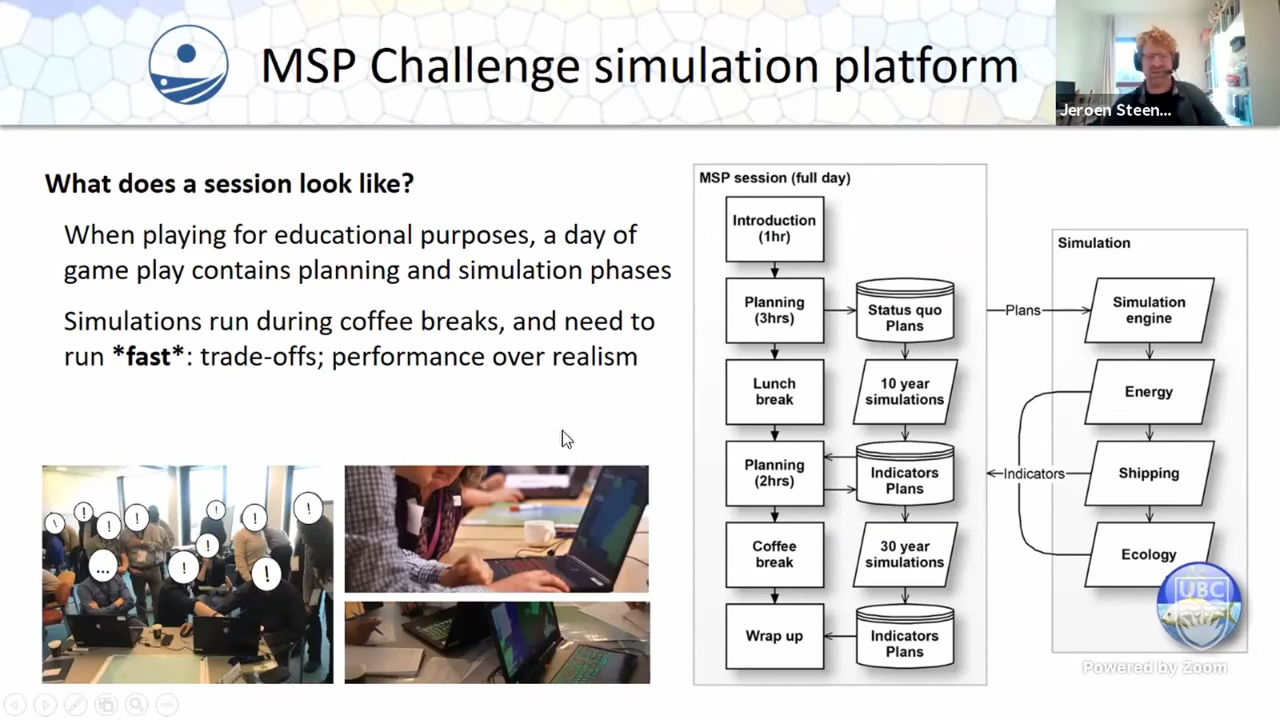 MSP Challenge simulation platform
Jeroen Steen...
What does a session look like?
When playing for educational purposes, a day of
game play contains planning and simulation phases
Simulations run during coffee breaks, and need to
run *fast*: trade-offs; performance over realism
MSP session (full day)
Introduction
(1hr)
Planning
(3hrs)
Status quo
Plans
Lunch
break
10 year
simulations
Planning
(2hrs)
Indicators
Plans
Coffee
break
30 year
simulations
Wrap up
Indicators
Plans
Plans
Indicators
Simulation
Simulation
engine
Energy
Shipping
Ecology
!
!
!
!
!
!
!
!
...
!
!
UBC
Powered by Zoom